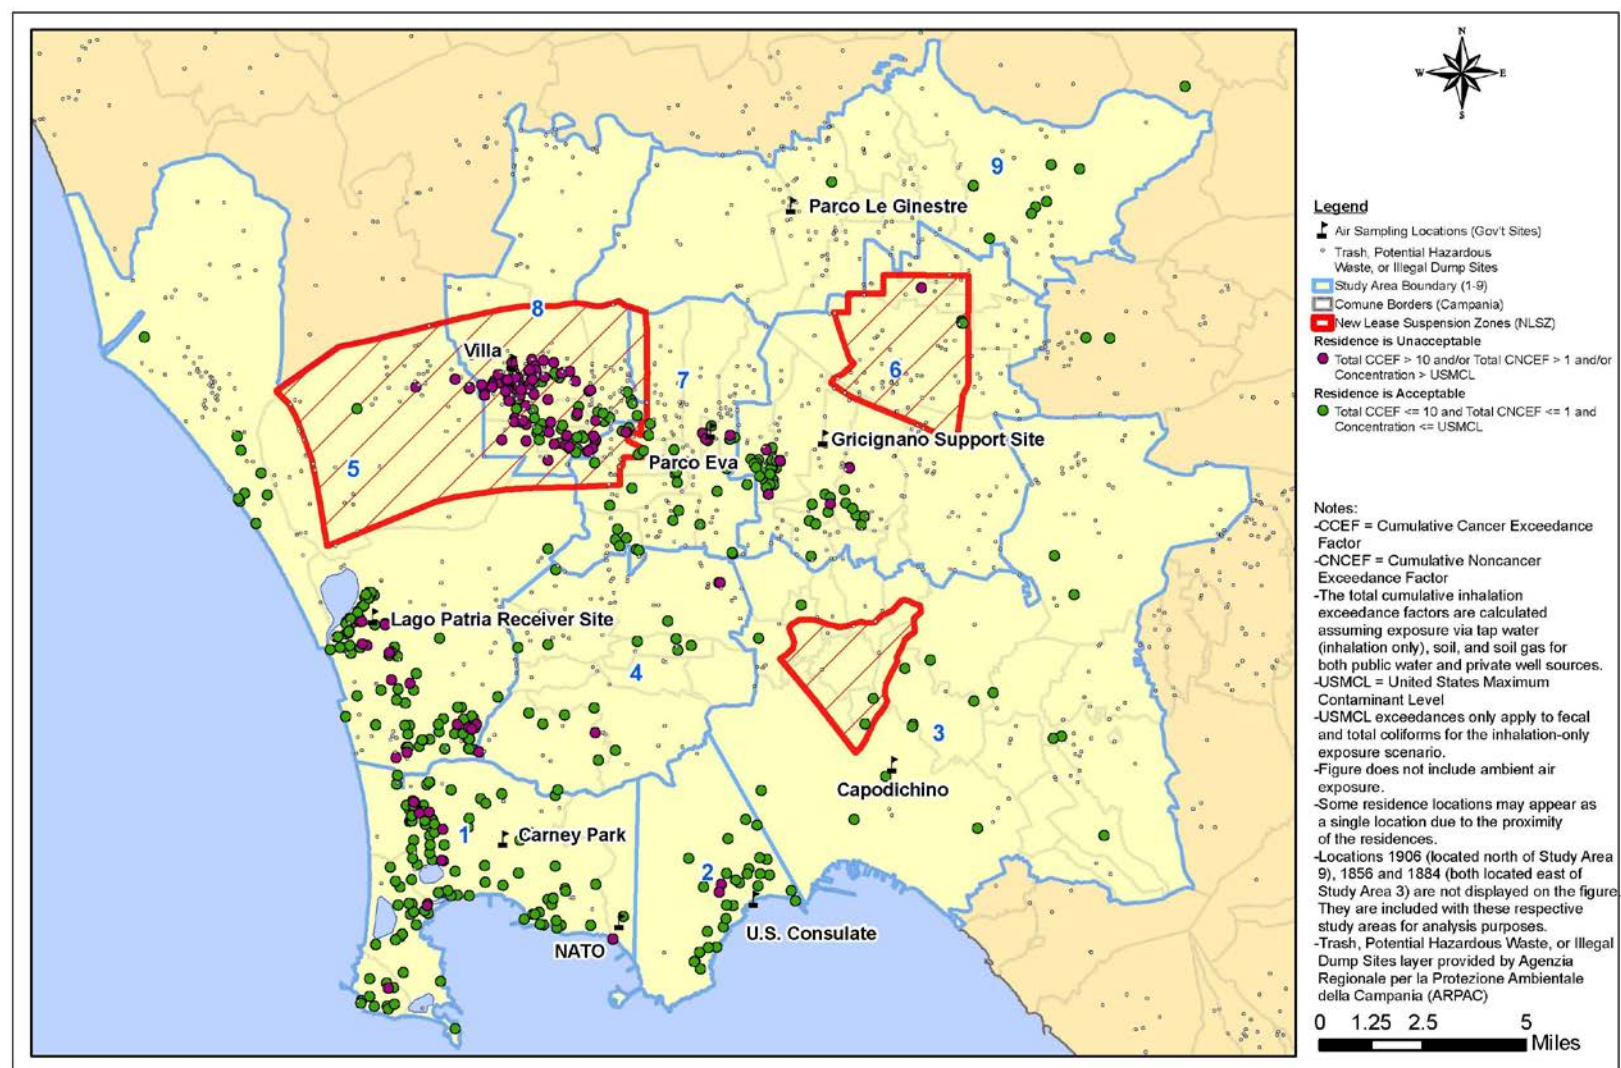 N
W
E
S
9
Parco Le Ginestre
8
Villa
7
6
Gricignano Support Site
Parco Eva
5
Lago Patria Receiver Site
4
3
Capodichino
1
Carney Park
2
U.S. Consulate
NATO
Legend
Air Sampling Locations (Gov't Sites)
Trash, Potential Hazardous
Waste, or Illegal Dump Sites
Study Area Boundary (1-9)
Comune Borders (Campania)
New Lease Suspension Zones (NLSZ)
Residence is Unacceptable
Total CCEF > 10 and/or Total CNCEF > 1 and/or
Concentration > USMCL
Residence is Acceptable
Total CCEF <= 10 and Total CNCEF <= 1 and
Concentration <= USMCL
Notes:
-CCEF = Cumulative Cancer Exceedance
Factor
-CNCEF = Cumulative Noncancer
Exceedance Factor
-The total cumulative inhalation
exceedance factors are calculated
assuming exposure via tap water
(inhalation only), soil, and soil gas for
both public water and private well sources.
-USMCL = United States Maximum
Contaminant Level
-USMCL exceedances only apply to fecal
and total coliforms for the inhalation-only
exposure scenario.
-Figure does not include ambient air
exposure.
-Some residence locations may appear as
a single location due to the proximity
of the residences.
-Locations 1906 (located north of Study Area
9), 1856 and 1884 (both located east of
Study Area 3) are not displayed on the figure.
They are included with these respective
study areas for analysis purposes.
-Trash, Potential Hazardous Waste, or Illegal
Dump Sites layer provided by Agenzia
Regionale per la Protezione Ambientale
della Campania (ARPAC)
0 1.25 2.5 5
Miles